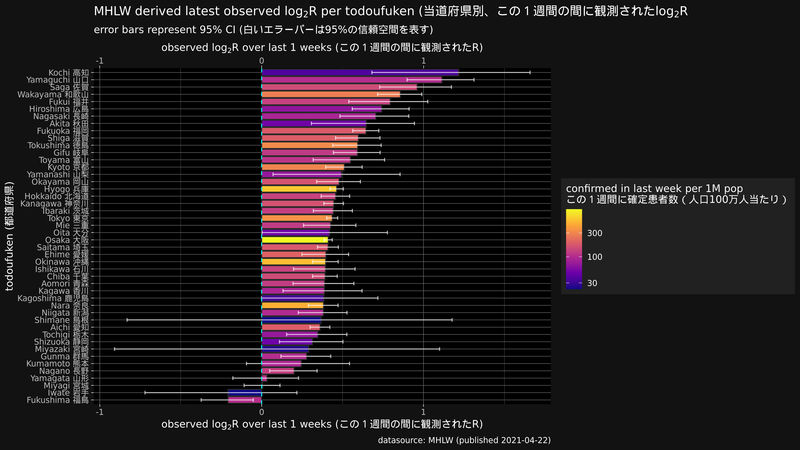 MHLW derived latest observed log2R per todoufuken (当道府県別、この１週間の間に観測されたlog2R
error bars represent 95% CI (白いエラーバーは95%の信頼空間を表す)
observed log2R over last 1 weeks (この１週間の間に観測されたR)
-1 0 1
Kochi 高知
Yamaguchi 山口
Saga 佐賀
Wakayama 和歌山
Fukui 福井
Hiroshima 広島
Nagasaki 長崎
Akita 秋田
Fukuoka 福岡
Shiga 滋賀
Tokushima 徳島
Gifu 岐阜
Toyama 富山
Kyoto 京都
Yamanashi 山梨
Okayama 岡山
Hyogo 兵庫
Hokkaido 北海道
Kanagawa 神奈川
Ibaraki 茨城
Tokyo 東京
Mie 三重
Oita 大分
Osaka 大阪
Saitama 埼玉
Ehime 愛媛
Okinawa 沖縄
Ishikawa 石川
Chiba 千葉
Aomori 青森
Kagawa 香川
Kagoshima 鹿児島
Nara 奈良
Niigata 新潟
Shimane 島根
Aichi 愛知
Tochigi 栃木
Shizuoka 静岡
Miyazaki 宮崎
Gunma 群馬
Kumamoto 熊本
Nagano 長野
Yamagata 山形
Miyagi 宮城
Iwate 岩手
Fukushima 福島
todoufuken (都道府県)
-1 0 1
observed log2R over last 1 weeks (この１週間の間に観測されたR)
confirmed in last week per 1M pop
この１週間に確定患者数 ( 人口100万人当たり )
300
100
30
datasource: MHLW (published 2021-04-22)